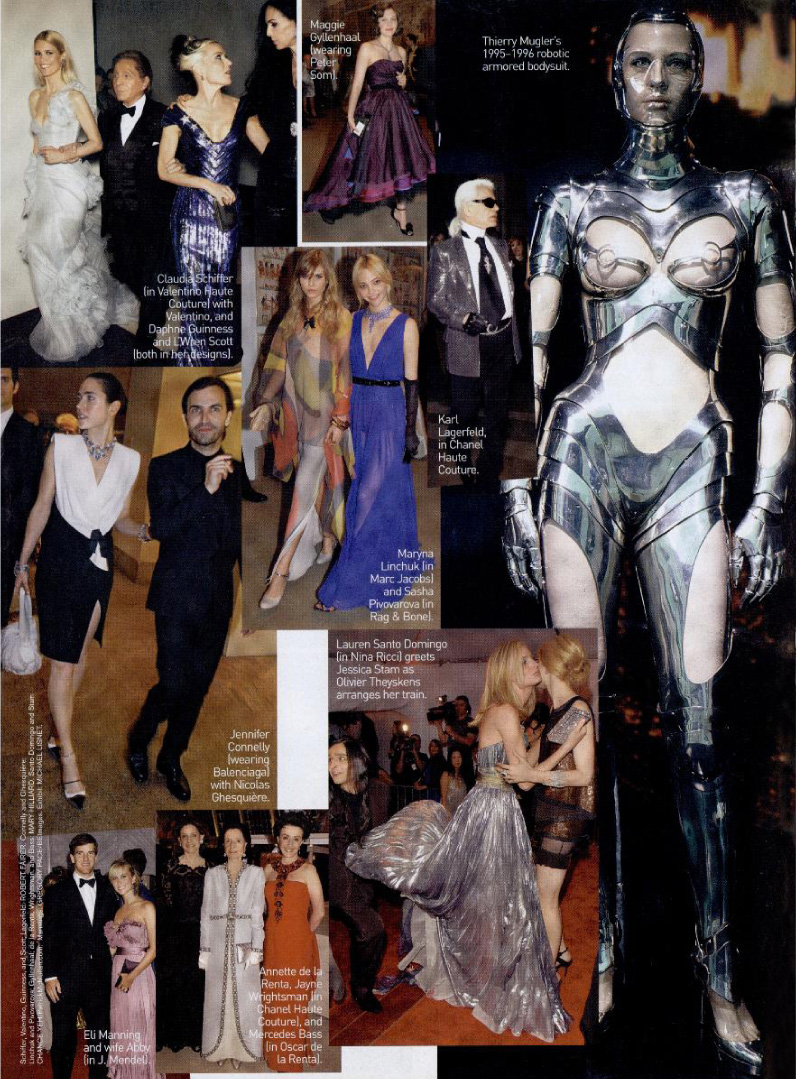 Maggie
Gyllenhaal
(wearing
Peter
Som).
Thierry Mugler's
1995–1996 robotic
armored bodysuit.
Claudia Schiffer
(in Valentino Haute
Couture) with
Valentino, and
Daphne Guinness
and L'Wren Scott
(both in her designs).
Karl
Lagerfeld,
in Chanel
Haute
Couture.
Maryna
Linchuk (in
Marc Jacobs)
and Sasha
Pivovarova (in
Rag & Bone).
Jennifer
Connelly
(wearing
Balenciaga)
with Nicolas
Ghesquière.
Lauren Santo Domingo
(in Nina Ricci) greets
Jessica Stam as
Olivier Theyskens
arranges her train.
Eli Manning
and wife Abby
(in J. Mendel).
Annette de la
Renta, Jayne
Wrightsman (in
Chanel Haute
Couture), and
Mercedes Bass
(in Oscar de
la Renta).
Schiffer, Valentino, Guinness, and Scott; Lagerfeld: ROBERT FAIRER. Connelly and Ghesquière;
Linchuk and Pivovarova; Gyllenhaal; de la Renta, Wrightsman, and Bass: MARY HILLIARD. Santo Domingo and Stam:
Exhibit: MICHAEL LISNET.